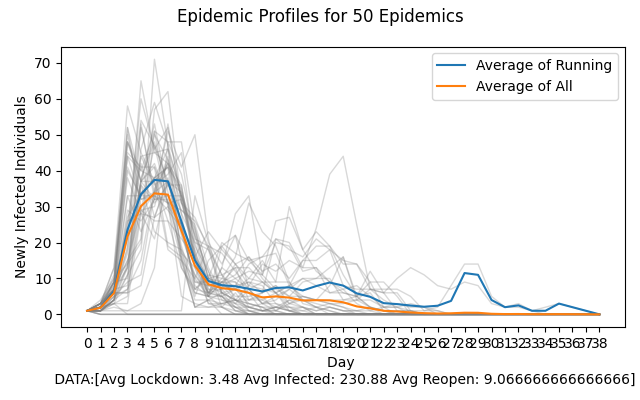 Epidemic Profiles for 50 Epidemics
Average of Running
Average of All
Newly Infected Individuals
70
60
50
40
30
20
10
0
0 1 2 3 4 5 6 7 8 9 10 11 12 13 14 15 16 17 18 19 20 21 22 23 24 25 26 27 28 29 30 31 32 33 34 35 36 37 38
Day
DATA:[Avg Lockdown: 3.48 Avg Infected: 230.88 Avg Reopen: 9.066666666666666]